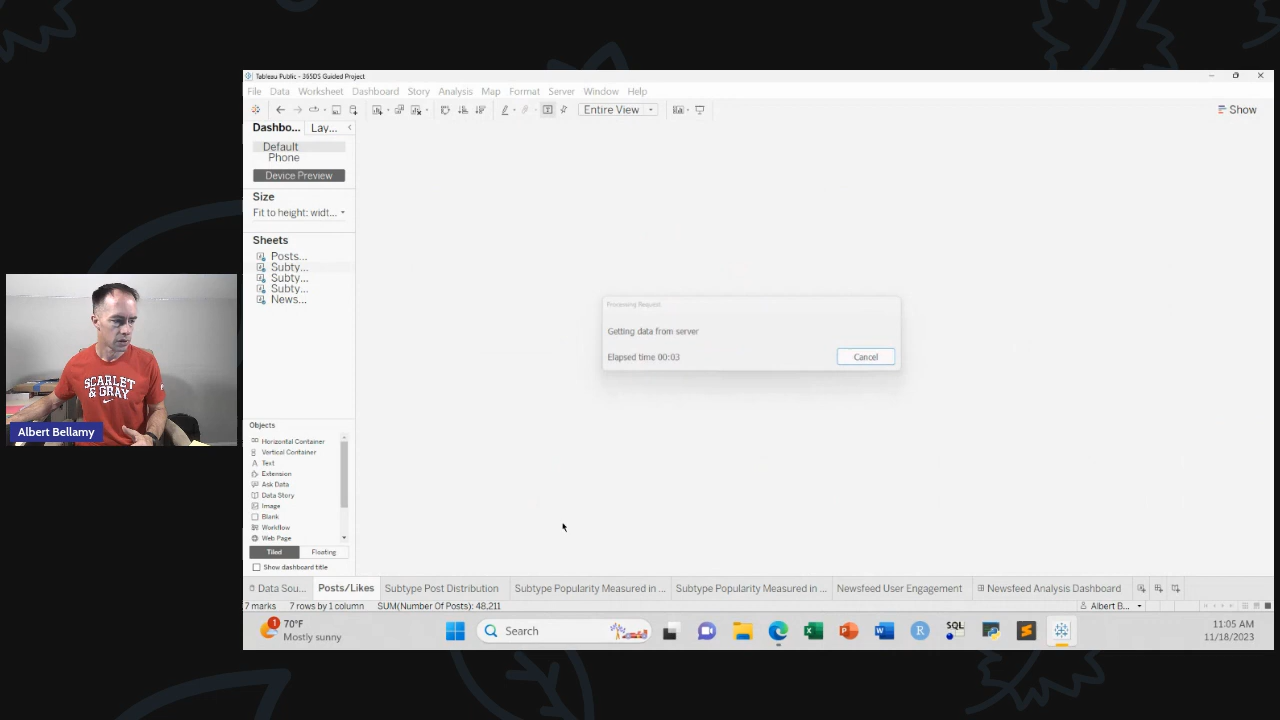 Tableau Public - 365DS Guided Project
File Data Worksheet Dashboard Story Analysis Map Format Server Window Help
Entire View
Show
Dashbo... Lay...
Default
Phone
Device Preview
Size
Fit to height: widt...
Sheets
Posts...
Subty...
Subty...
Subty...
News...
Processing Request
Getting data from server
Elapsed time 00:03
Cancel
SCARLET
& GRAY
Albert Bellamy
Objects
Horizontal Container
Vertical Container
Text
Extension
Ask Data
Data Story
Image
Blank
Workflow
Web Page
Tiled Floating
Show dashboard title
Data Sou... Posts/Likes Subtype Post Distribution Subtype Popularity Measured in ... Subtype Popularity Measured in ... Newsfeed User Engagement Newsfeed Analysis Dashboard
7 marks 7 rows by 1 column SUM(Number Of Posts): 48,211
Albert B...
1
70°F
Mostly sunny
Search
SQL
11:05 AM
11/18/2023